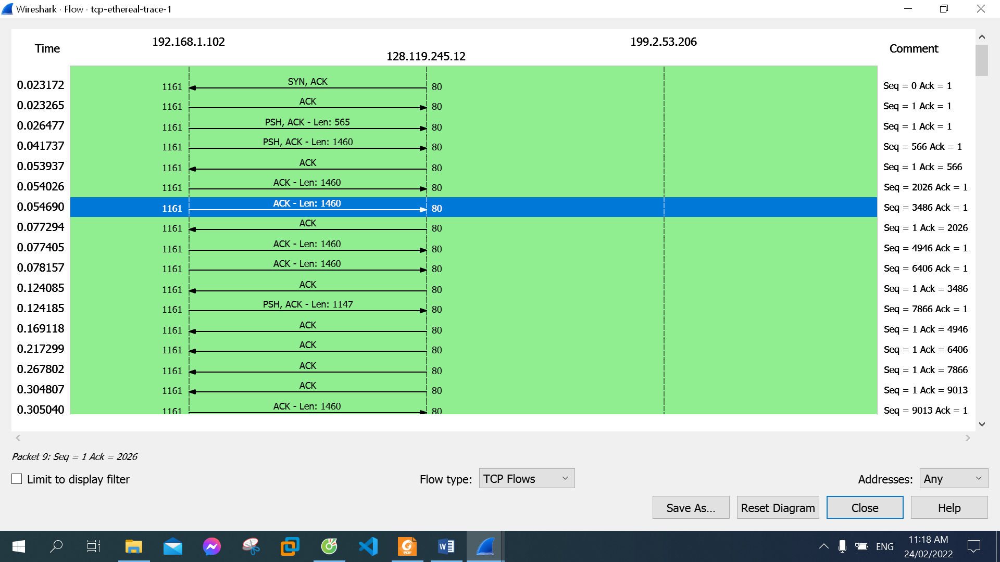 Wireshark · Flow · tcp-ethereal-trace-1
Time 192.168.1.102 128.119.245.12 199.2.53.206 Comment
0.023172 1161 SYN, ACK 80 Seq = 0 Ack = 1
0.023265 1161 ACK 80 Seq = 1 Ack = 1
0.026477 1161 PSH, ACK - Len: 565 80 Seq = 1 Ack = 1
0.041737 1161 PSH, ACK - Len: 1460 80 Seq = 566 Ack = 1
0.053937 1161 ACK 80 Seq = 1 Ack = 566
0.054026 1161 ACK - Len: 1460 80 Seq = 2026 Ack = 1
0.054690 1161 ACK - Len: 1460 80 Seq = 3486 Ack = 1
0.077294 1161 ACK 80 Seq = 1 Ack = 2026
0.077405 1161 ACK - Len: 1460 80 Seq = 4946 Ack = 1
0.078157 1161 ACK - Len: 1460 80 Seq = 6406 Ack = 1
0.124085 1161 ACK 80 Seq = 1 Ack = 3486
0.124185 1161 PSH, ACK - Len: 1147 80 Seq = 7866 Ack = 1
0.169118 1161 ACK 80 Seq = 1 Ack = 4946
0.217299 1161 ACK 80 Seq = 1 Ack = 6406
0.267802 1161 ACK 80 Seq = 1 Ack = 7866
0.304807 1161 ACK 80 Seq = 1 Ack = 9013
0.305040 1161 ACK - Len: 1460 80 Seq = 9013 Ack = 1
Packet 9: Seq = 1 Ack = 2026
Limit to display filter Flow type: TCP Flows Addresses: Any
Save As... Reset Diagram Close Help
PDF
W
ENG
11:18 AM
24/02/2022